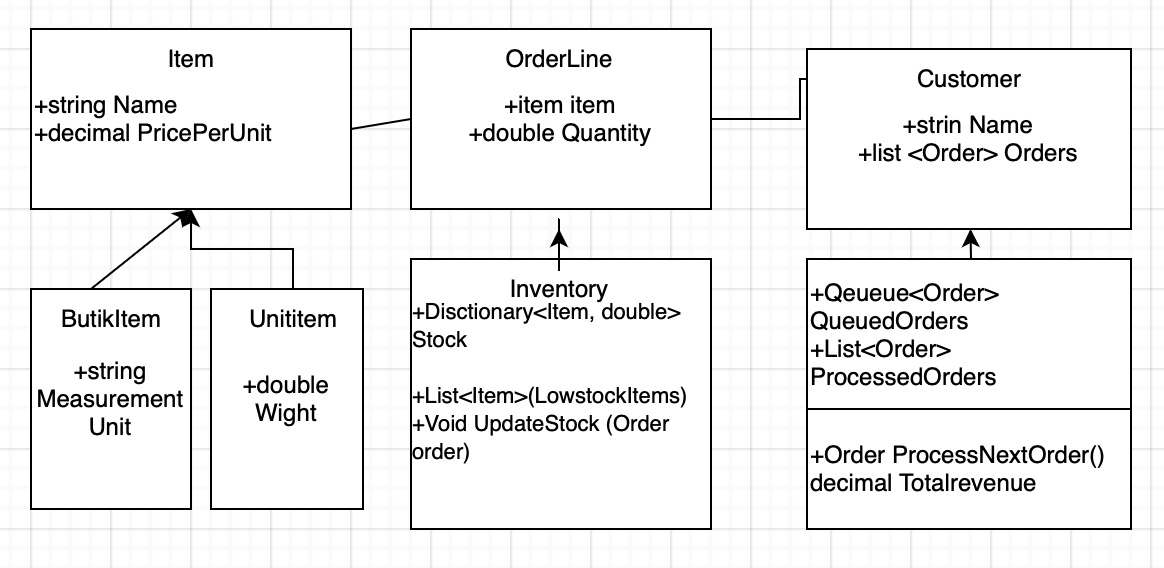 Item
+string Name
+decimal PricePerUnit
OrderLine
+item item
+double Quantity
Customer
+strin Name
+list <Order> Orders
ButikItem
+string
Measurement
Unit
Unititem
+double
Wight
Inventory
+Disctionary<Item, double>
Stock
+List<Item>(LowstockItems)
+Void UpdateStock (Order
order)
+Qeueue<Order>
QueuedOrders
+List<Order>
ProcessedOrders
+Order ProcessNextOrder()
decimal Totalrevenue